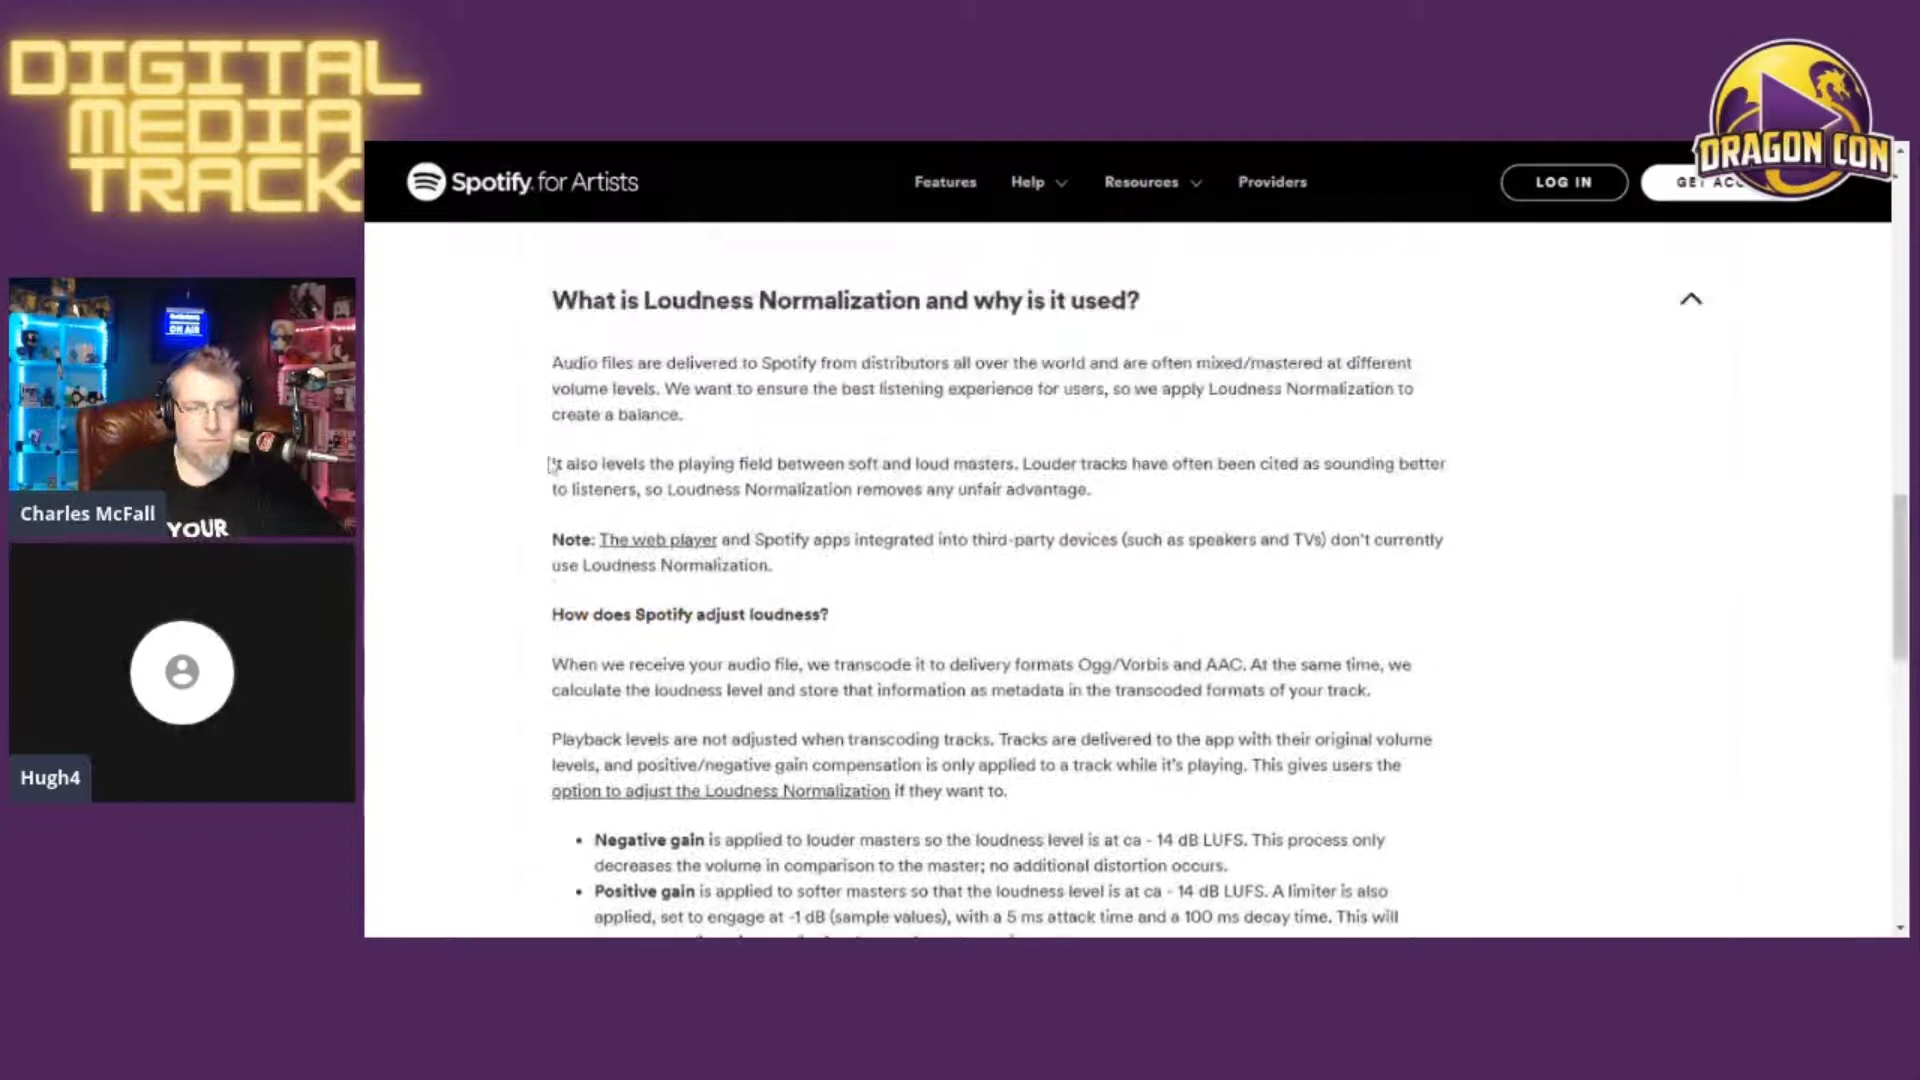 DIGITAL
MEDIA
TRACK
DRAGON CON
Spotify for Artists
Features
Help
Resources
Providers
LOG IN
What is Loudness Normalization and why is it used?
Audio files are delivered to Spotify from distributors all over the world and are often mixed/mastered at different
volume levels. We want to ensure the best listening experience for users, so we apply Loudness Normalization to
create a balance.
It also levels the playing field between soft and loud masters. Louder tracks have often been cited as sounding better
to listeners, so Loudness Normalization removes any unfair advantage.
Note: The web player and Spotify apps integrated into third-party devices (such as speakers and TVs) don't currently
use Loudness Normalization.
How does Spotify adjust loudness?
When we receive your audio file, we transcode it to delivery formats Ogg/Vorbis and AAC. At the same time, we
calculate the loudness level and store that information as metadata in the transcoded formats of your track.
Playback levels are not adjusted when transcoding tracks. Tracks are delivered to the app with their original volume
levels, and positive/negative gain compensation is only applied to a track while it's playing. This gives users the
option to adjust the Loudness Normalization if they want to.
• Negative gain is applied to louder masters so the loudness level is at ca - 14 dB LUFS. This process only
decreases the volume in comparison to the master; no additional distortion occurs.
• Positive gain is applied to softer masters so that the loudness level is at ca - 14 dB LUFS. A limiter is also
applied, set to engage at -1 dB (sample values), with a 5 ms attack time and a 100 ms decay time. This will
ON AIR
Charles McFall
YOUR
Hugh4